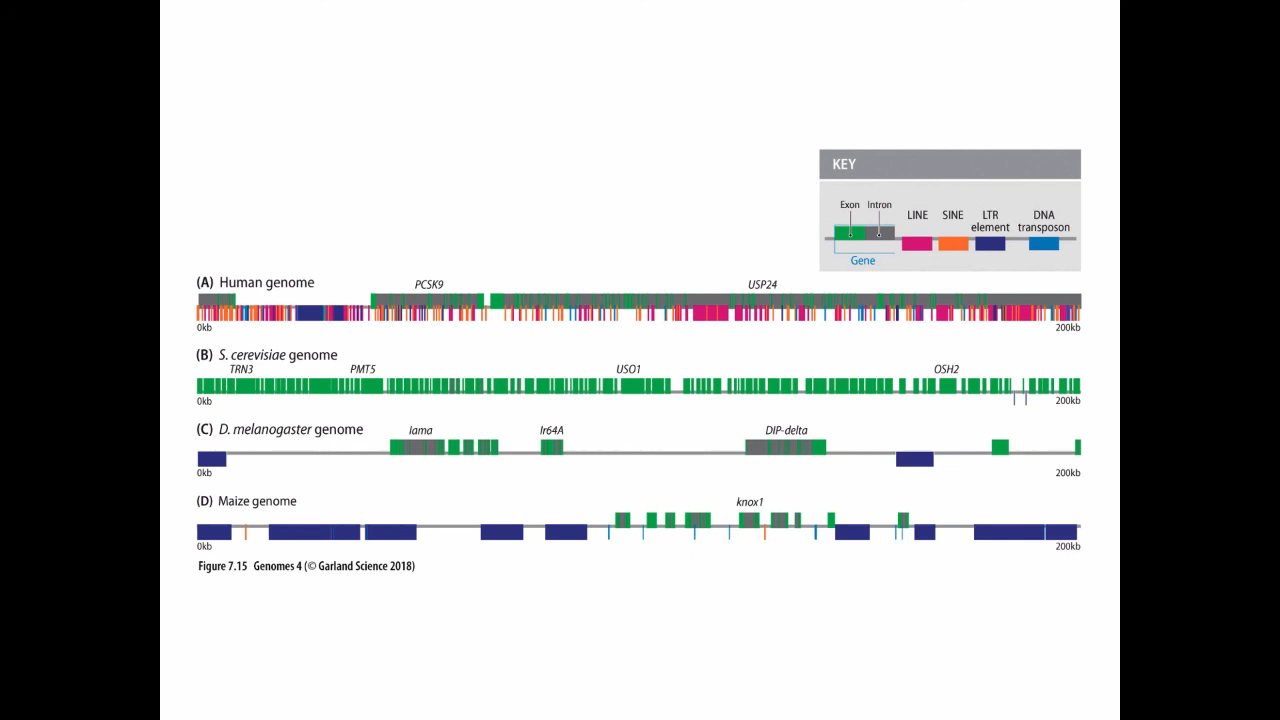 KEY
Exon Intron LINE SINE LTR element DNA transposon
Gene
(A) Human genome
PCSK9 USP24
0kb 200kb
(B) S. cerevisiae genome
TRN3 PMT5 USO1 OSH2
0kb 200kb
(C) D. melanogaster genome
lama Ir64A DIP-delta
0kb 200kb
(D) Maize genome
knox1
0kb 200kb
Figure 7.15 Genomes 4 (© Garland Science 2018)